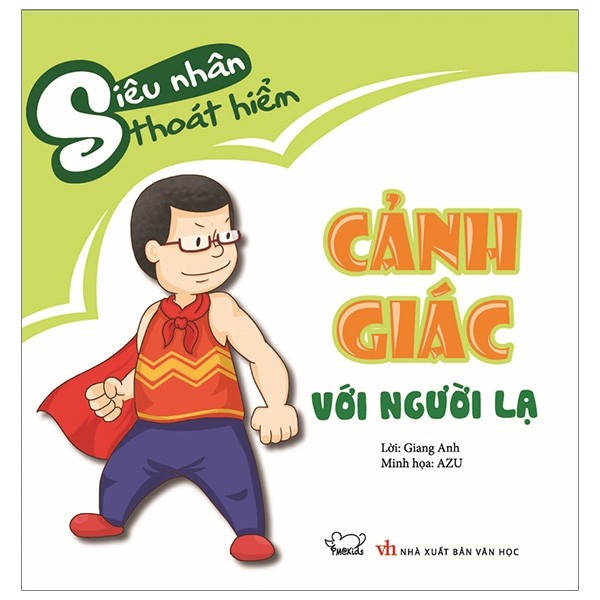 Siêu nhân
thoát hiểm
CẢNH
GIÁC
VỚI NGƯỜI LẠ
Lời: Giang Anh
Minh họa: AZU
vh NHÀ XUẤT BẢN VĂN HỌC